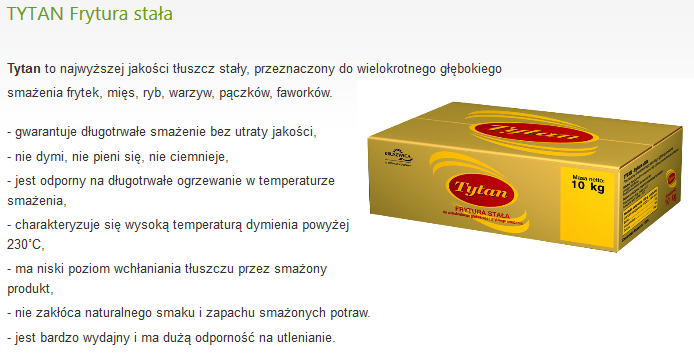 TYTAN Frytura stała
Tytan to najwyższej jakości tłuszcz stały, przeznaczony do wielokrotnego głębokiego
smażenia frytek, mięs, ryb, warzyw, pączków, faworków.
- gwarantuje długotrwałe smażenie bez utraty jakości,
- nie dymi, nie pieni się, nie ciemnieje,
- jest odporny na długotrwałe ogrzewanie w temperaturze
smażenia,
- charakteryzuje się wysoką temperaturą dymienia powyżej
230°C,
- ma niski poziom wchłaniania tłuszczu przez smażony
produkt,
- nie zakłóca naturalnego smaku i zapachu smażonych potraw.
- jest bardzo wydajny i ma dużą odporność na utlenianie.
Tytan
Tytan
FRYTURA STAŁA
Masa netto:
10 kg